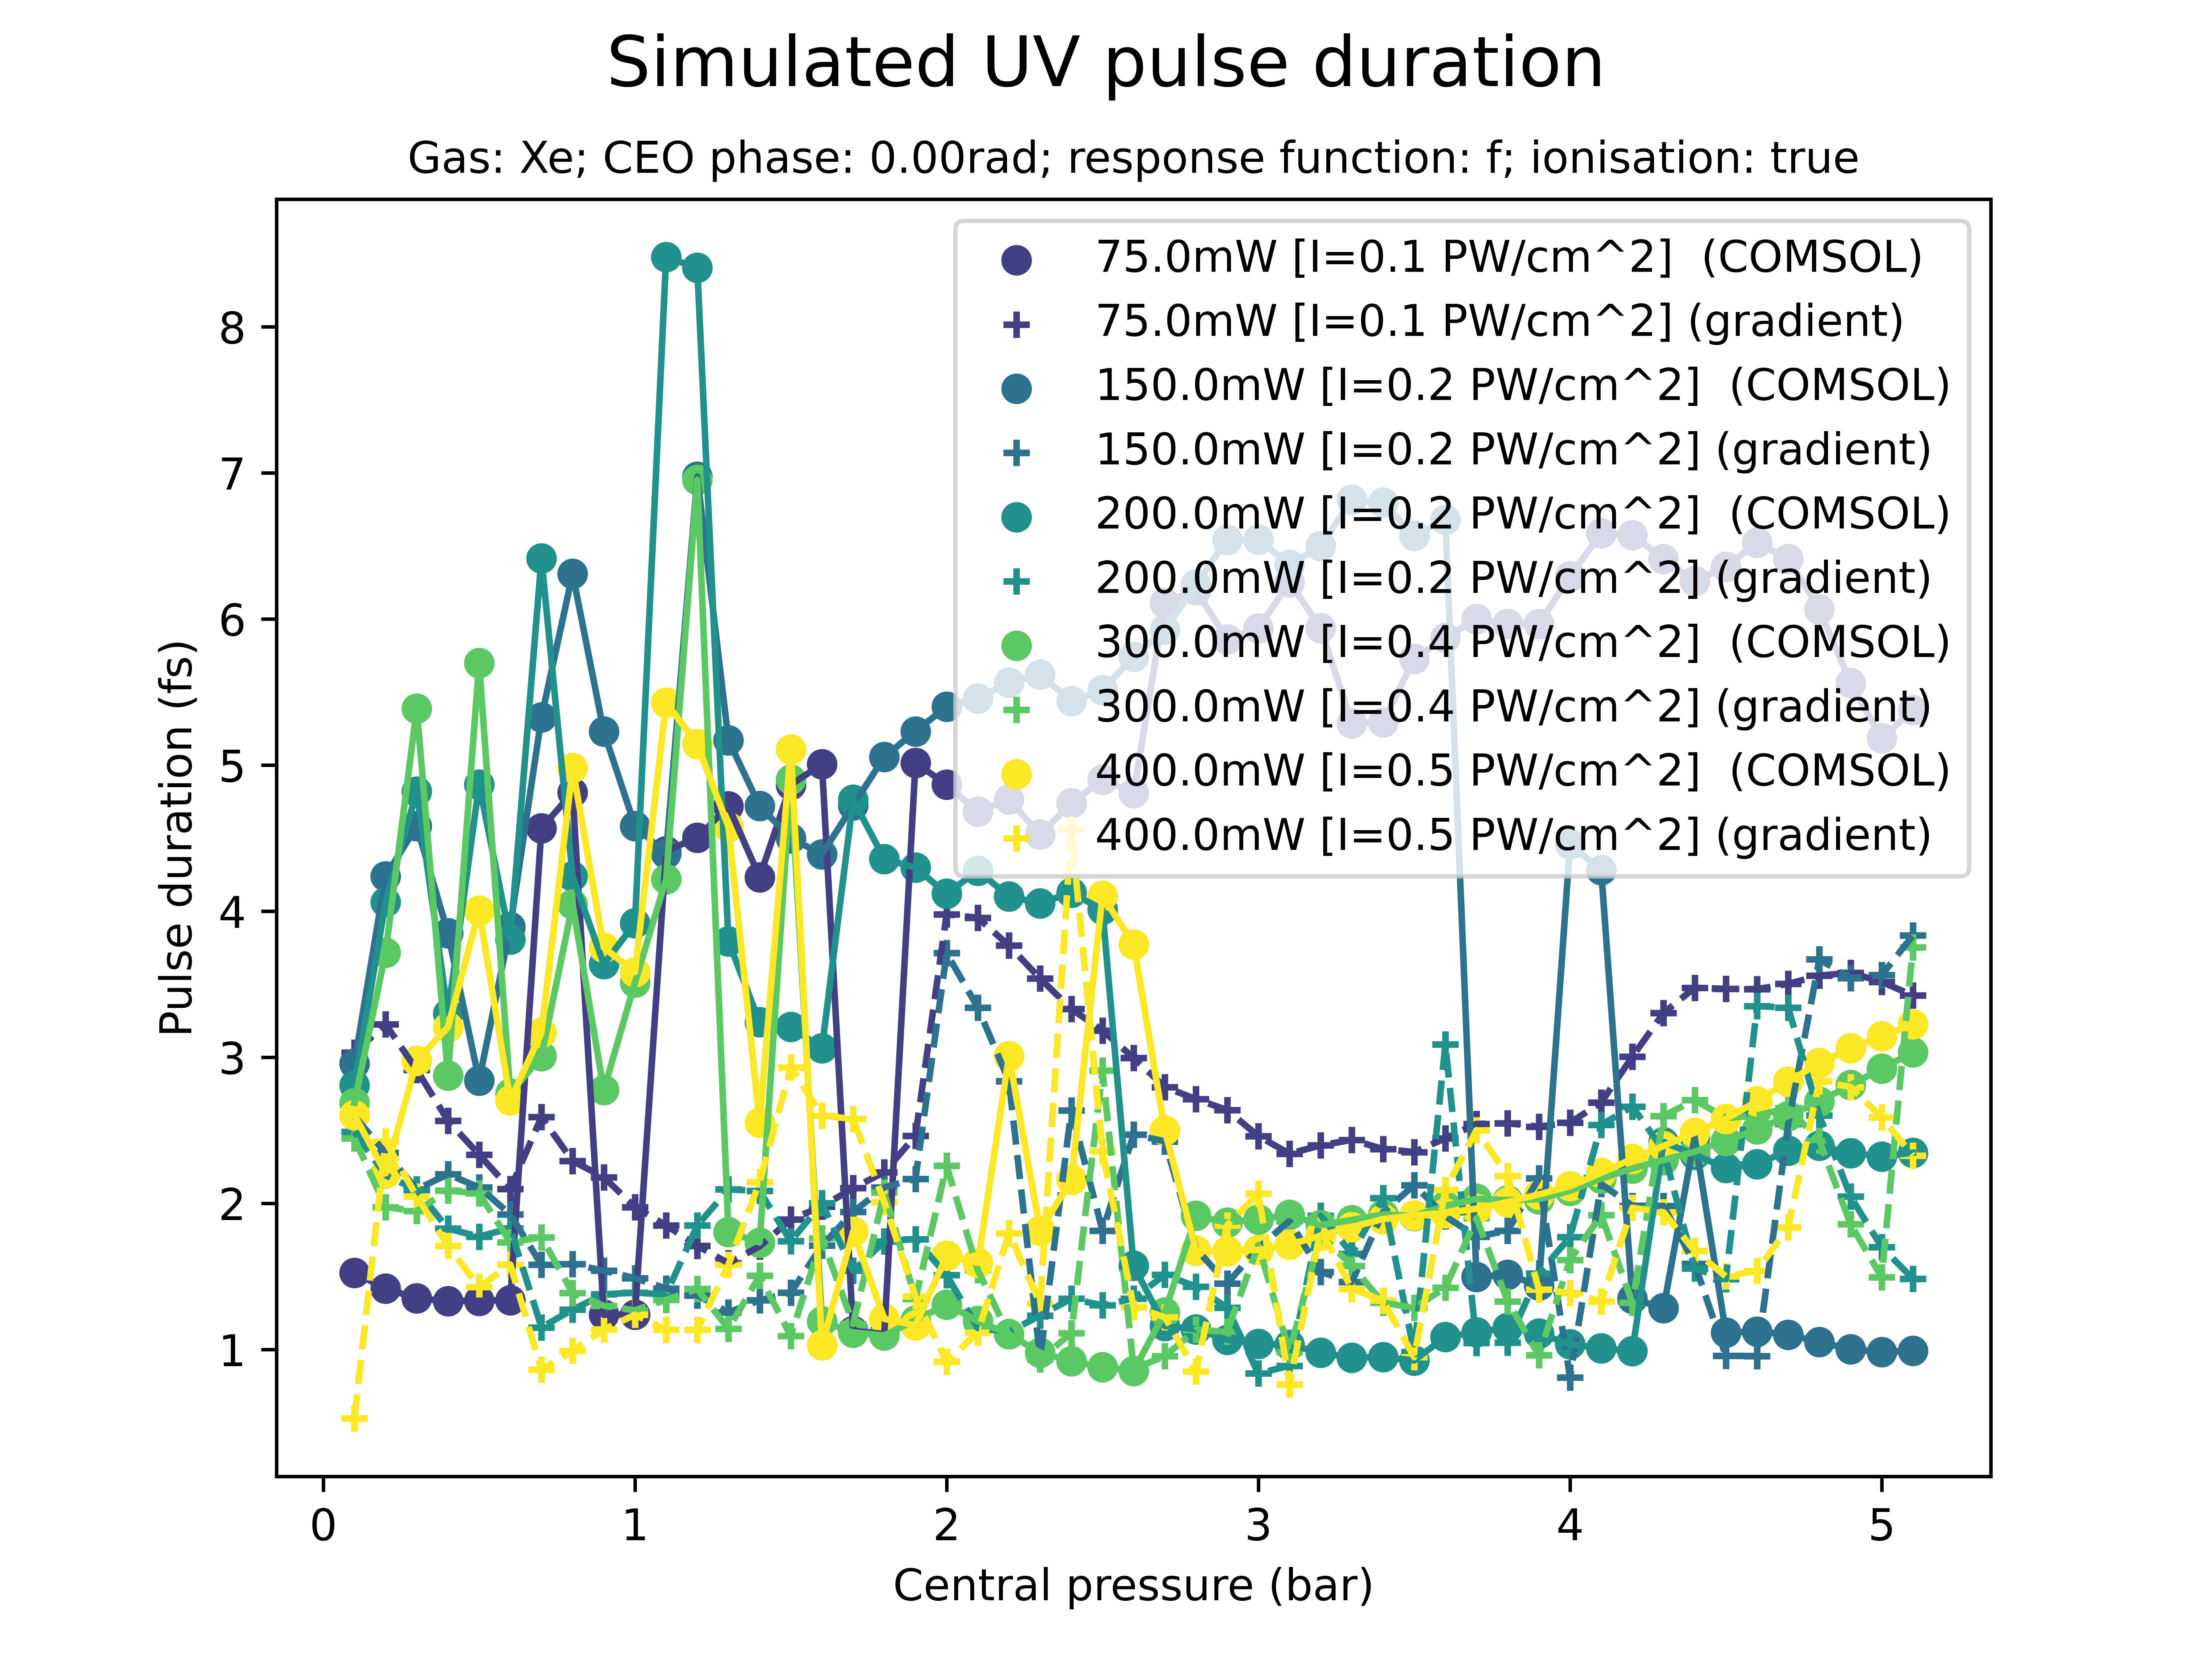 Simulated UV pulse duration
Gas: Xe; CEO phase: 0.00rad; response function: f; ionisation: true
75.0mW [I=0.1 PW/cm^2]  (COMSOL)
75.0mW [I=0.1 PW/cm^2] (gradient)
150.0mW [I=0.2 PW/cm^2]  (COMSOL)
150.0mW [I=0.2 PW/cm^2] (gradient)
200.0mW [I=0.2 PW/cm^2]  (COMSOL)
200.0mW [I=0.2 PW/cm^2] (gradient)
300.0mW [I=0.4 PW/cm^2]  (COMSOL)
300.0mW [I=0.4 PW/cm^2] (gradient)
400.0mW [I=0.5 PW/cm^2]  (COMSOL)
400.0mW [I=0.5 PW/cm^2] (gradient)
Pulse duration (fs)
8
7
6
5
4
3
2
1
0 1 2 3 4 5
Central pressure (bar)